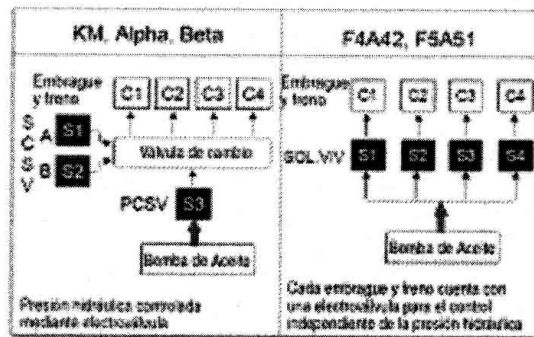 KM, Alpha, Beta
Embrague
y freno
C1 C2 C3 C4
SCSV
A S1
B S2
Válvula de cambio
PCSV S3
Bomba de Aceite
Presión hidráulica controlada
mediante electroválvula
F4A42, F5A51
Embrague
y freno
C1 C2 C3 C4
SOL.V/V S1 S2 S3 S4
Bomba de Aceite
Cada embrague y freno cuenta con
una electroválvula para el control
independiente de la presión hidráulica